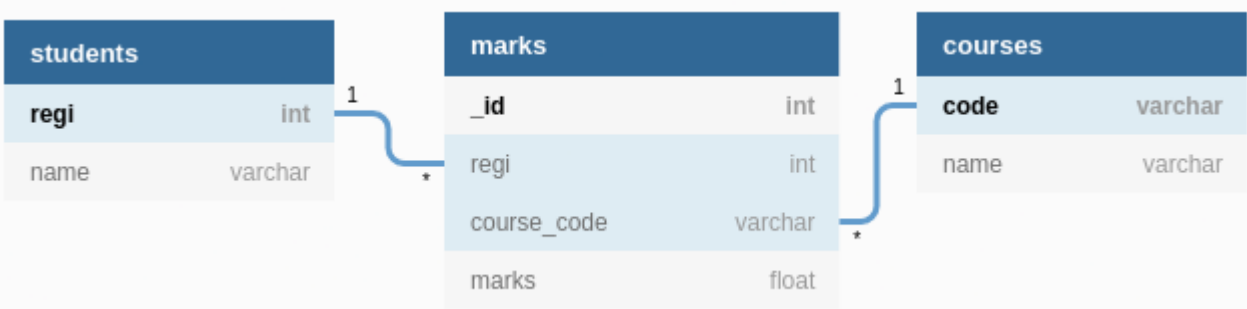 students
regi int
name varchar
1
*
marks
_id int
regi int
course_code varchar
marks float
1
*
courses
code varchar
name varchar